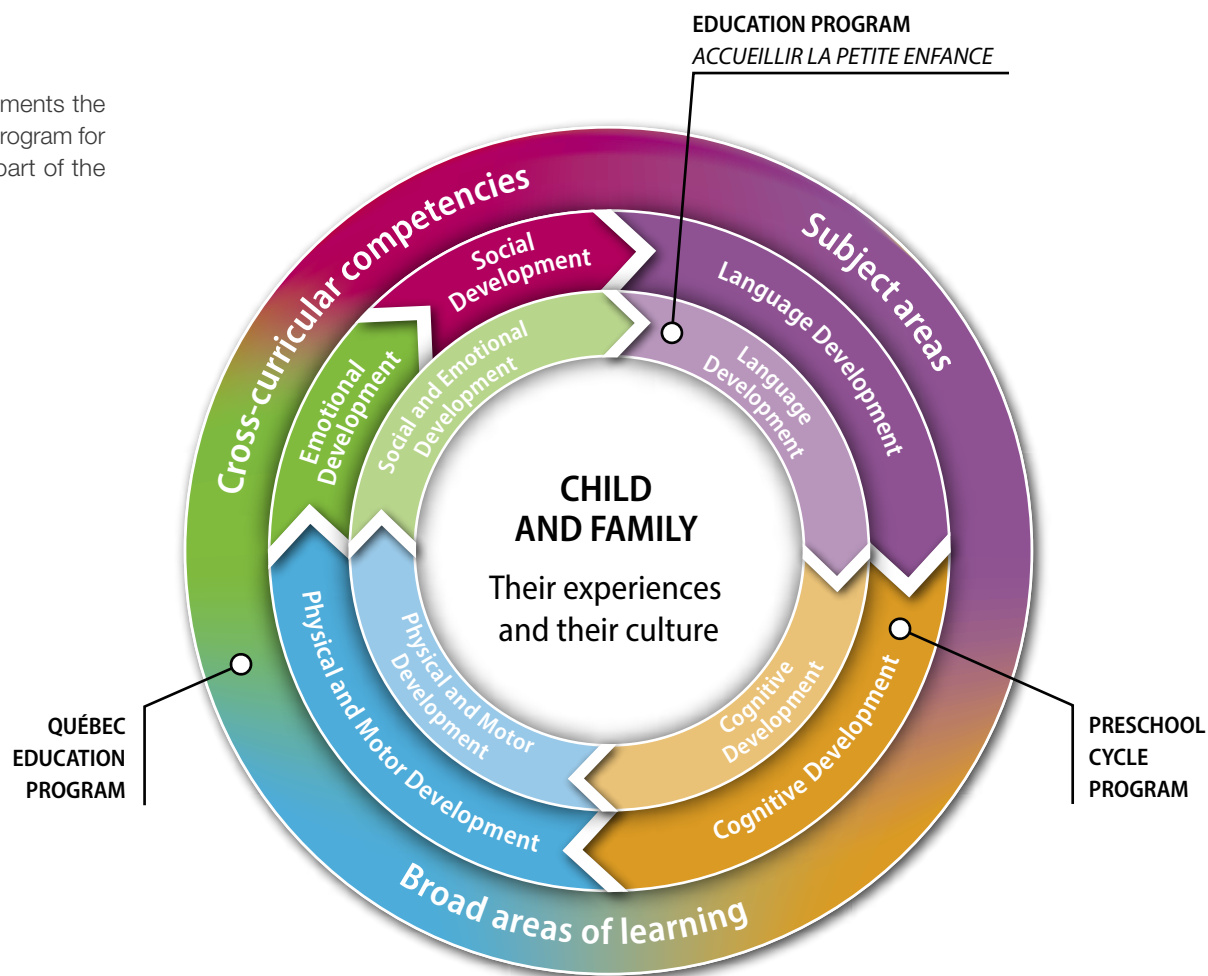 EDUCATION PROGRAM
ACCUEILLIR LA PETITE ENFANCE
ments the
rogram for
part of the
Cross-curricular competencies
Subject areas
Social
Development
Language Development
Emotional
Development
Social and Emotional
Development
Language
Development
CHILD
AND FAMILY
Their experiences
and their culture
Physical and Motor Development
Physical and Motor
Development
Cognitive
Development
Cognitive Development
QUÉBEC
EDUCATION
PROGRAM
PRESCHOOL
CYCLE
PROGRAM
Broad areas of learning